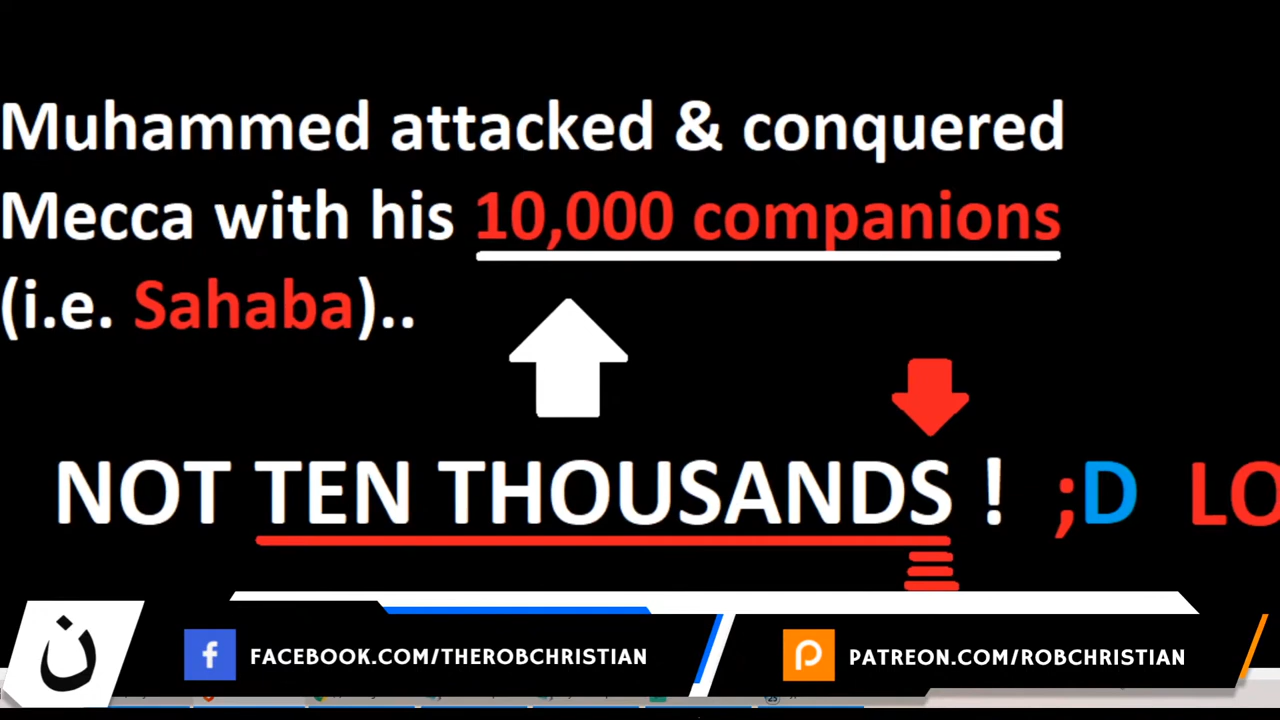 Muhammed attacked & conquered
Mecca with his 10,000 companions
(i.e. Sahaba)..
NOT TEN THOUSANDS ! ;D LO
ن
f FACEBOOK.COM/THEROBCHRISTIAN
PATREON.COM/ROBCHRISTIAN